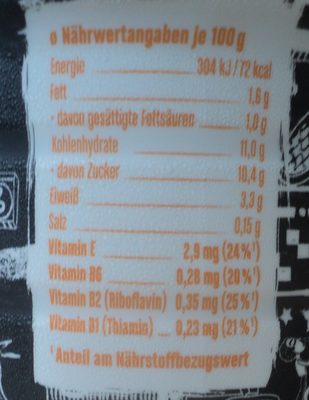 ø Nährwertangaben je 100 g
Energie 304 kJ / 72 kcal
Fett 1,6 g
- davon gesättigte Fettsäuren 1,0 g
Kohlenhydrate 11,0 g
- davon Zucker 10,4 g
Eiweiß 3,3 g
Salz 0,15 g
Vitamin E 2,9 mg (24%¹)
Vitamin B6 0,28 mg (20%¹)
Vitamin B2 (Riboflavin) 0,35 mg (25%¹)
Vitamin B1 (Thiamin) 0,23 mg (21%¹)
¹Anteil am Nährstoffbezugswert